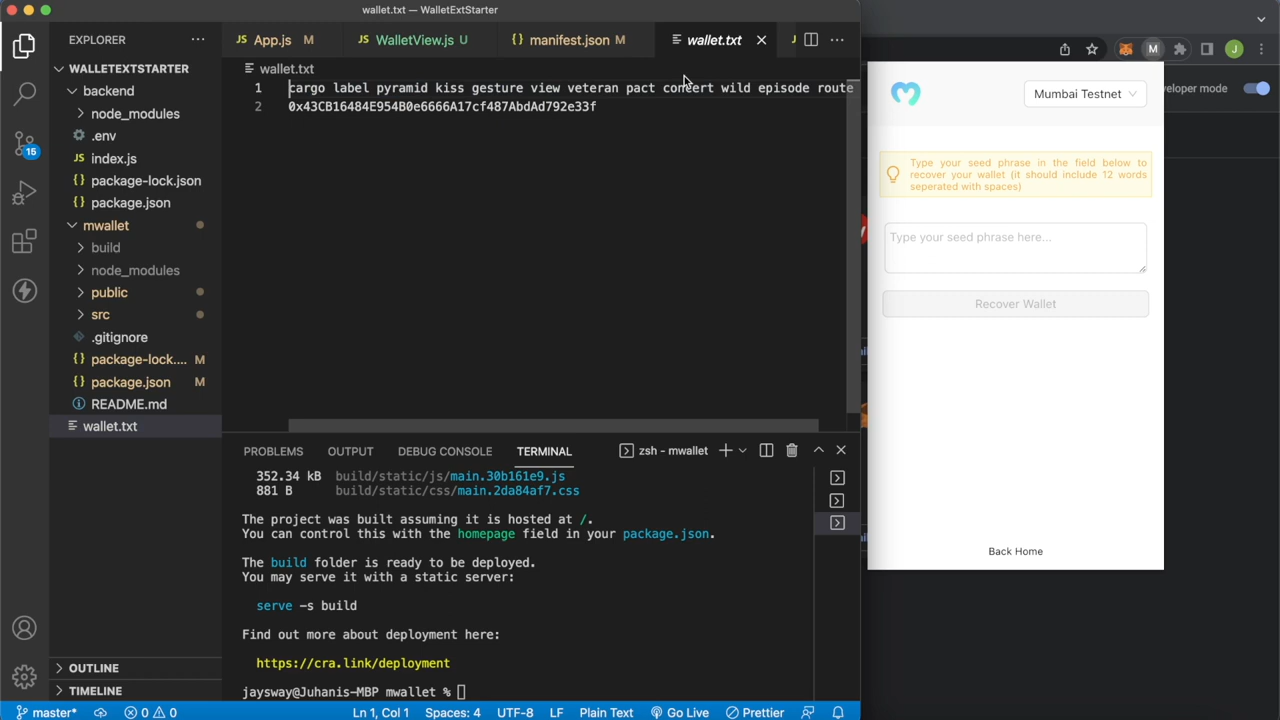 wallet.txt — WalletExtStarter
EXPLORER
JS App.js M
JS WalletView.js U
{} manifest.json M
wallet.txt
WALLETEXTSTARTER
backend
node_modules
.env
JS index.js
{} package-lock.json
{} package.json
mwallet
build
node_modules
public
src
.gitignore
{} package-lock.... M
{} package.json M
README.md
wallet.txt
OUTLINE
TIMELINE
15
wallet.txt
1 cargo label pyramid kiss gesture view veteran pact concert wild episode route
2 0x43CB16484E954B0e6666A17cf487AbdAd792e33f
PROBLEMS OUTPUT DEBUG CONSOLE TERMINAL
zsh - mwallet
352.34 kB build/static/js/main.30b161e9.js
881 B build/static/css/main.2da84af7.css
The project was built assuming it is hosted at /.
You can control this with the homepage field in your package.json.
The build folder is ready to be deployed.
You may serve it with a static server:
serve -s build
Find out more about deployment here:
https://cra.link/deployment
jaysway@Juhanis-MBP mwallet %
master* 0 0 Ln 1, Col 1 Spaces: 4 UTF-8 LF Plain Text Go Live Prettier
M
J
veloper mode
Mumbai Testnet
Type your seed phrase in the field below to
recover your wallet (it should include 12 words
seperated with spaces)
Type your seed phrase here...
Recover Wallet
Back Home